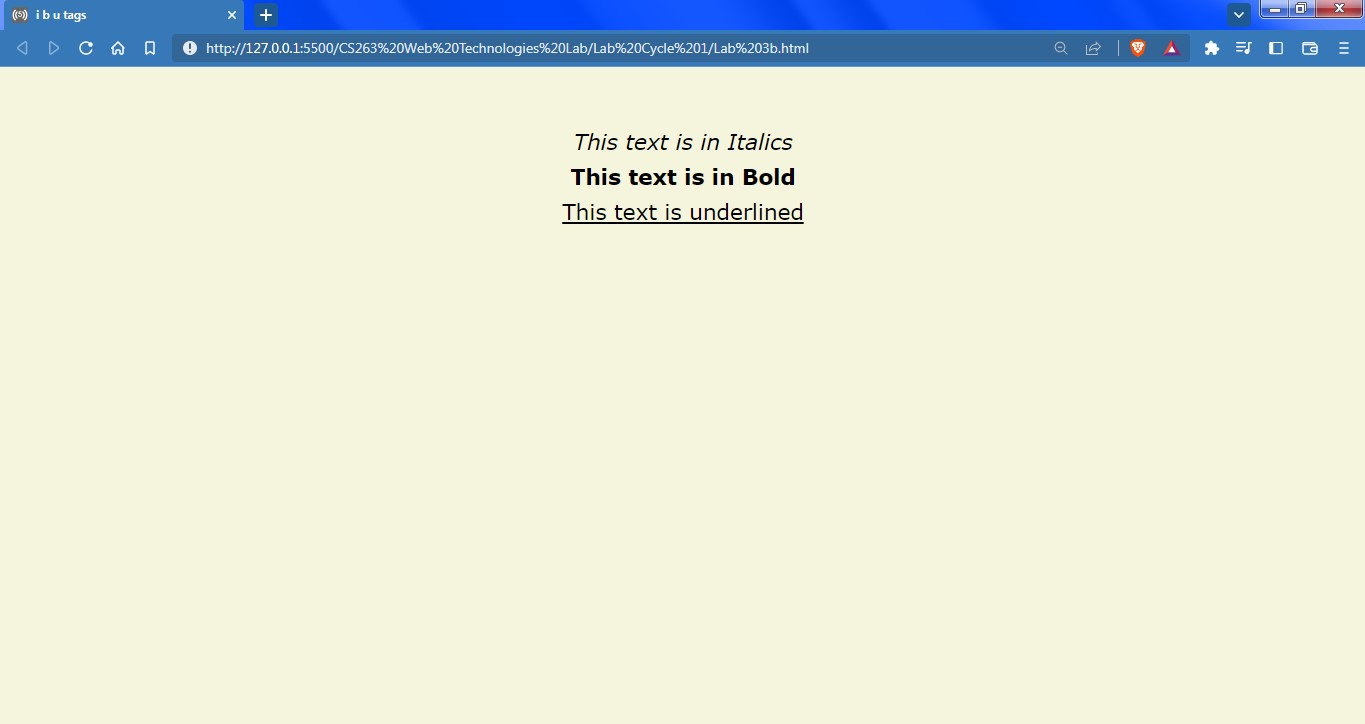 i b u tags
http://127.0.0.1:5500/CS263%20Web%20Technologies%20Lab/Lab%20Cycle%201/Lab%203b.html
This text is in Italics
This text is in Bold
This text is underlined